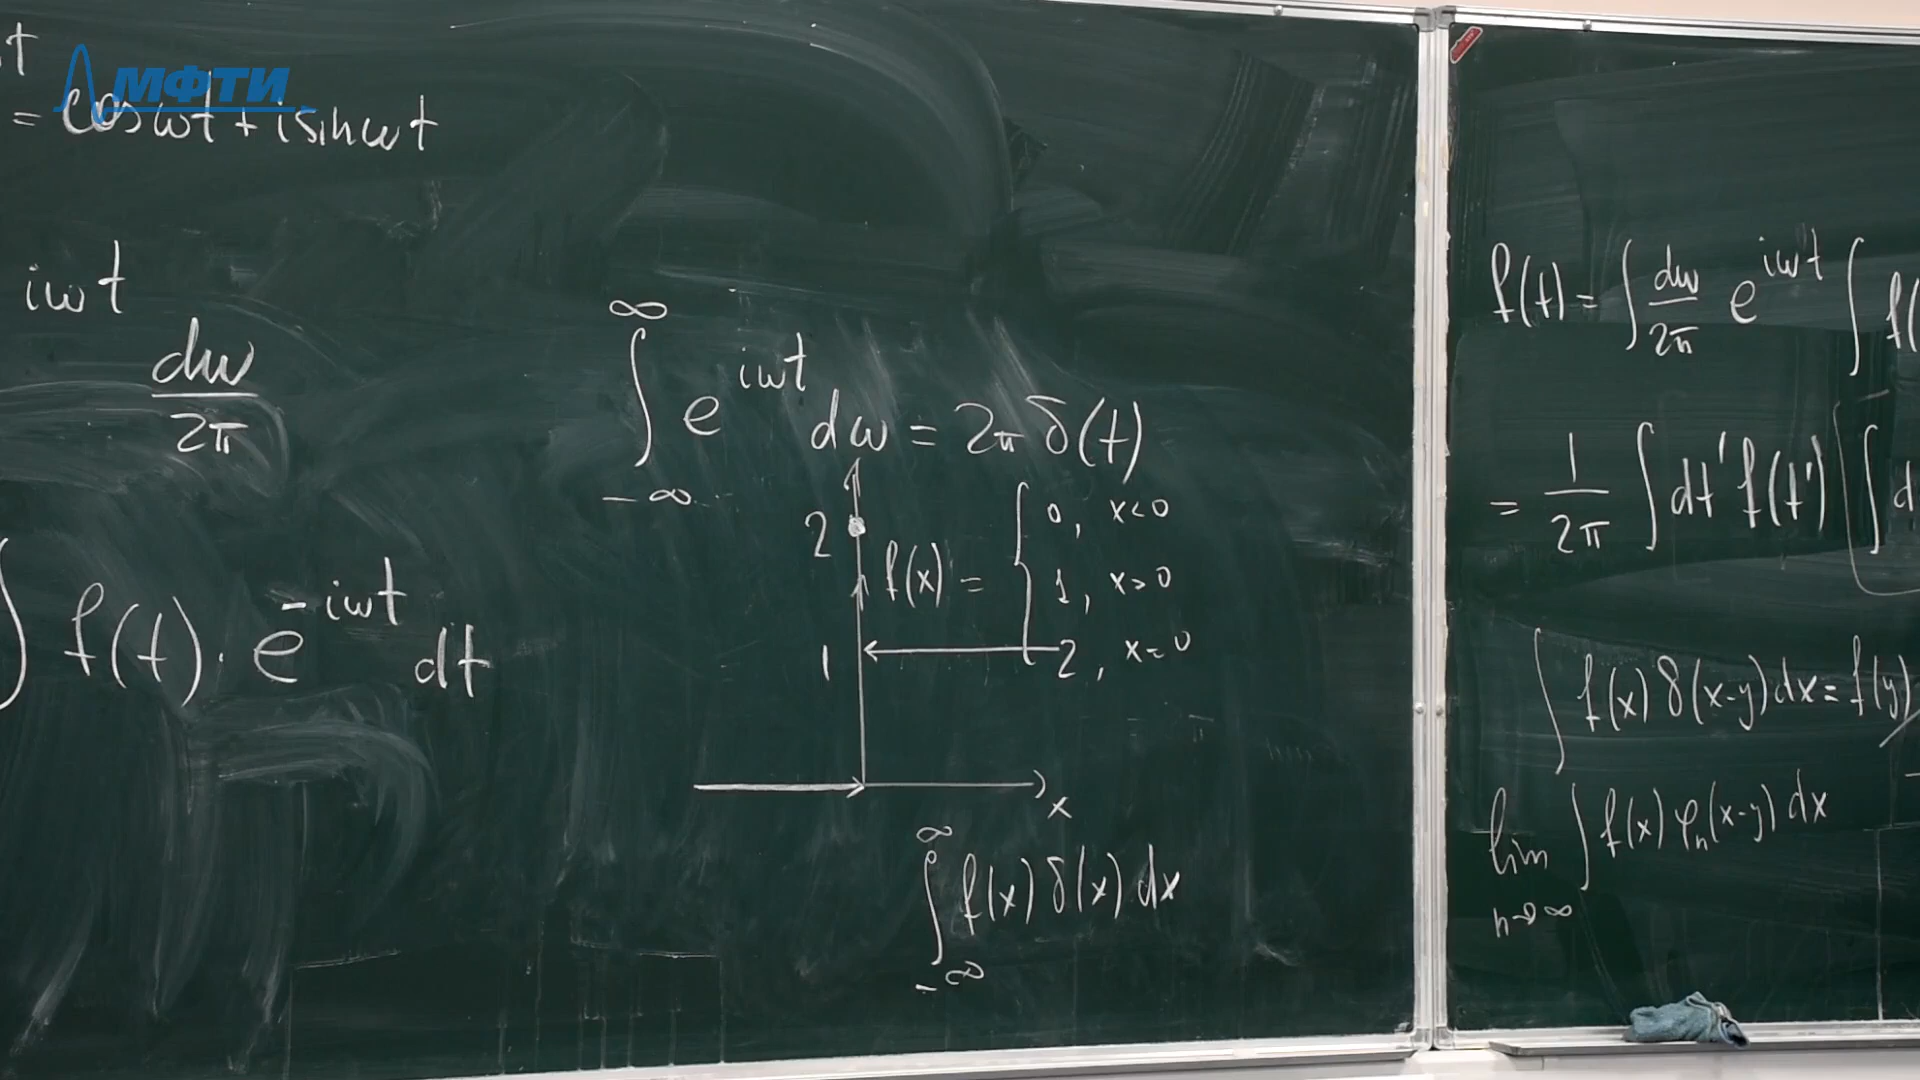 МФТИ
= cos ωt + i sin ωt
iωt
dω
2π
∫ f(t) · e^{-iωt} dt
∫_{-∞}^{∞} e^{iωt} dω = 2π δ(t)
2
f(x) = { 0, x<0
1, x>0
2, x=0
1
x
∫_{-∞}^{∞} f(x) δ(x) dx
f(t) = ∫ dω/2π e^{iωt} ∫ f(
= 1/2π ∫ dt' f(t') ( ∫ d
∫ f(x) δ(x-y) dx = f(y)
lim_{n→∞} ∫ f(x) φ_n(x-y) dx